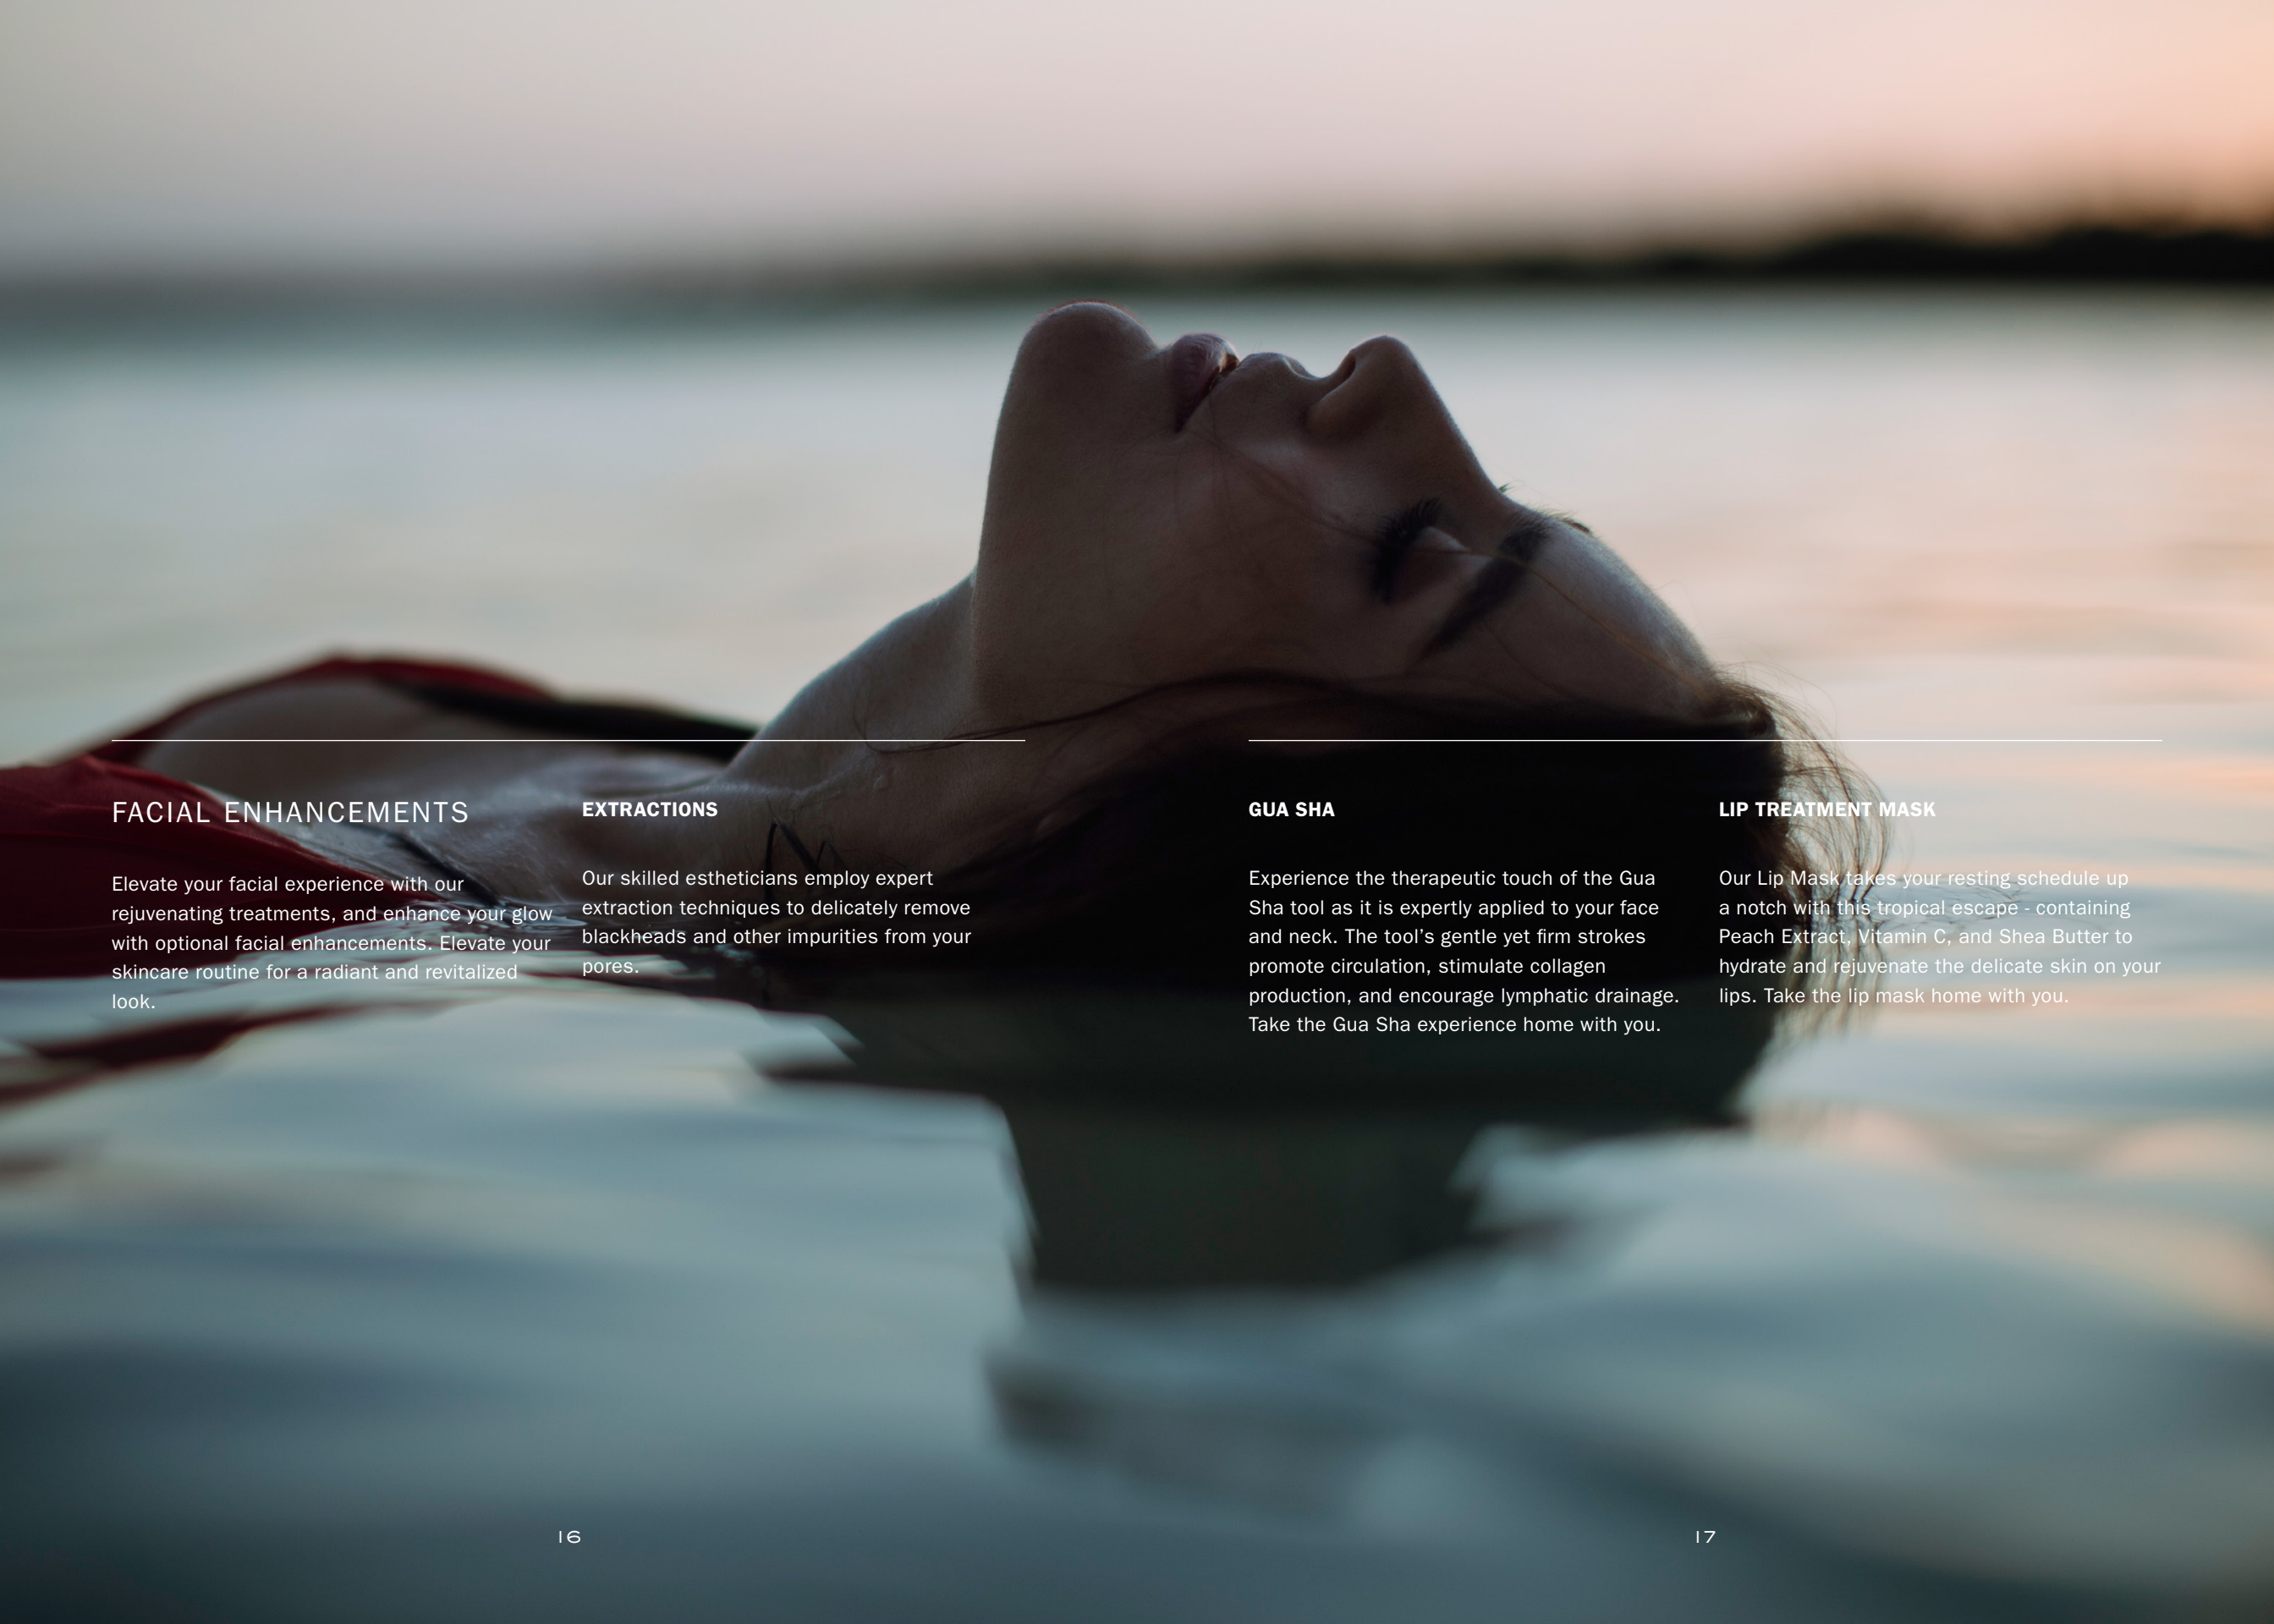 FACIAL ENHANCEMENTS
Elevate your facial experience with our
rejuvenating treatments, and enhance your glow
with optional facial enhancements. Elevate your
skincare routine for a radiant and revitalized
look.
EXTRACTIONS
Our skilled estheticians employ expert
extraction techniques to delicately remove
blackheads and other impurities from your
pores.
GUA SHA
Experience the therapeutic touch of the Gua
Sha tool as it is expertly applied to your face
and neck. The tool’s gentle yet firm strokes
promote circulation, stimulate collagen
production, and encourage lymphatic drainage.
Take the Gua Sha experience home with you.
LIP TREATMENT MASK
Our Lip Mask takes your resting schedule up
a notch with this tropical escape - containing
Peach Extract, Vitamin C, and Shea Butter to
hydrate and rejuvenate the delicate skin on your
lips. Take the lip mask home with you.
16
17